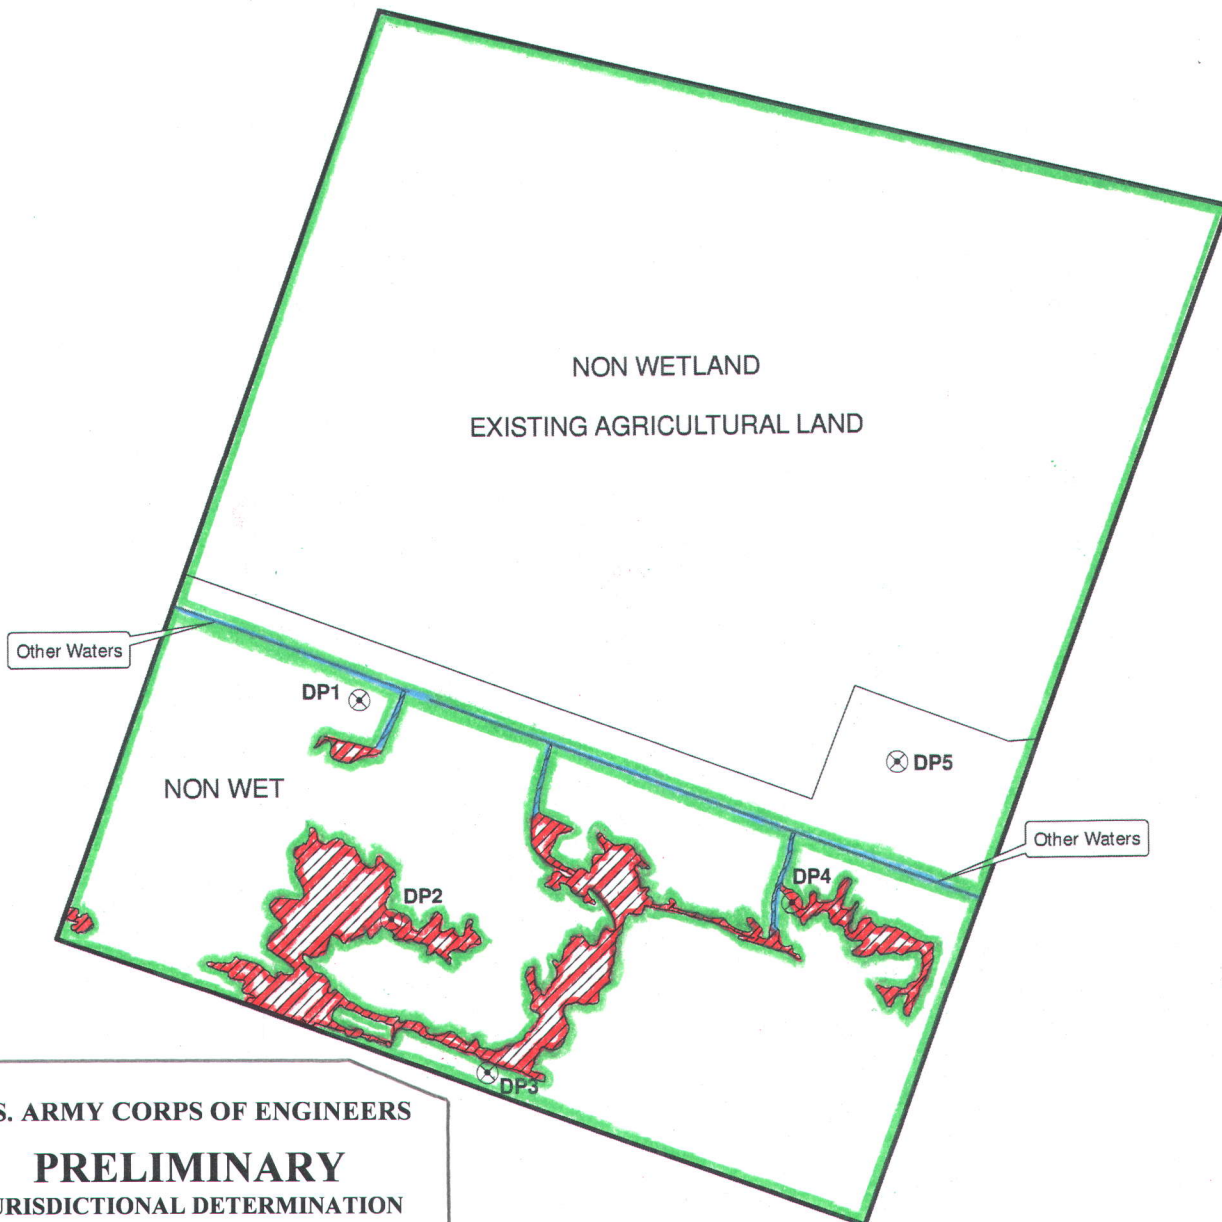 NON WETLAND
EXISTING AGRICULTURAL LAND
Other Waters
DP1
DP5
NON WET
Other Waters
DP4
DP2
DP3
S. ARMY CORPS OF ENGINEERS
PRELIMINARY
URISDICTIONAL DETERMINATION